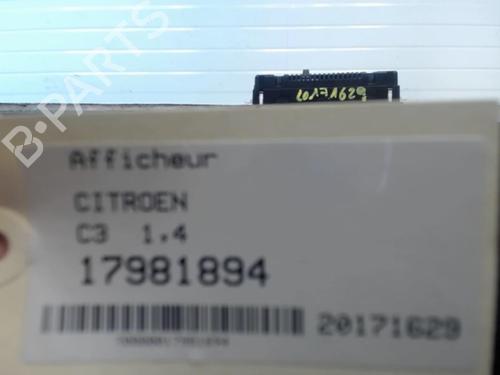 B-PARTS
20171629
Afficheur
CITROEN
C3 1.4
17981894
20171629